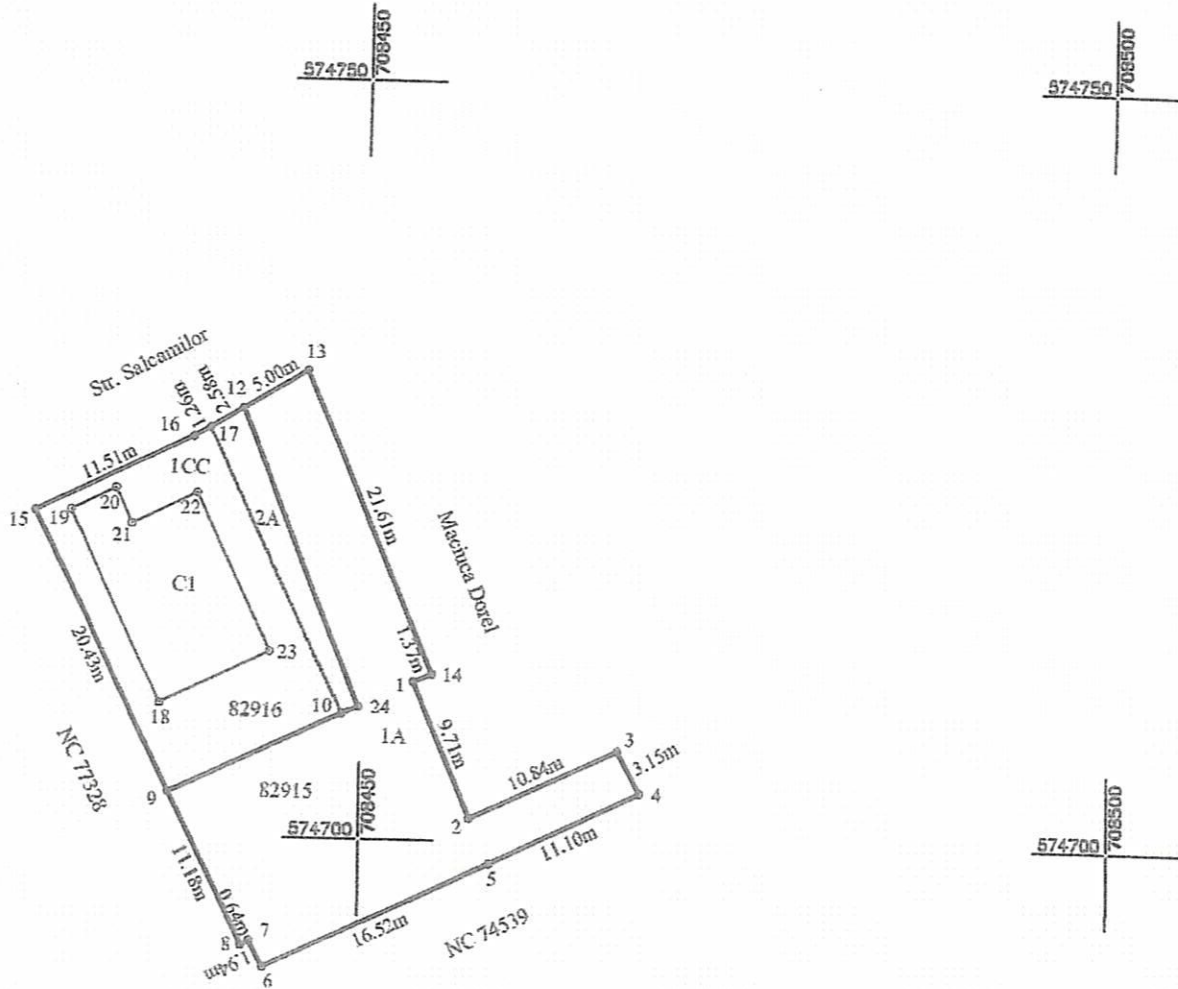 574750
708450
574750
708500
Str. Salcamilor
13
5.00m
12
2.58m
1.26m
16
17
11.51m
1CC
15
19
20
21
22
2A
21.61m
Maciuca Dorel
C1
20.43m
23
1.37m
14
1
18
82916
10
24
1A
9.71m
3
10.84m
3.15m
4
NC 77328
9
82915
574700
708450
2
574700
708500
11.10m
5
11.18m
0.64m
7
8
1.94m
6
16.52m
NC 74539